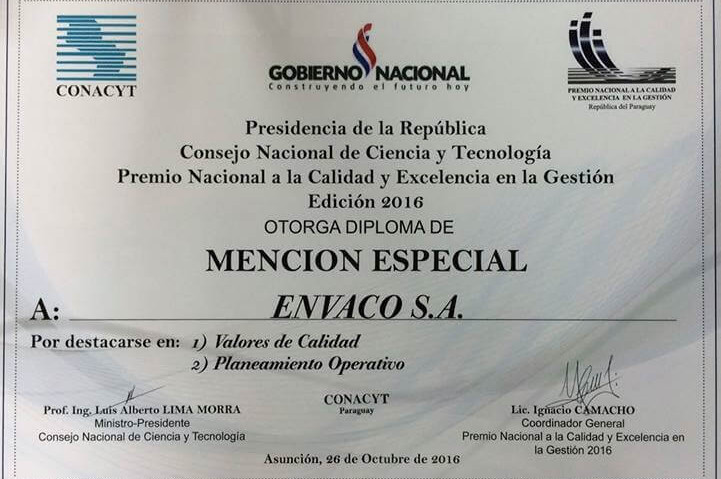 CONACYT
GOBIERNO NACIONAL
Construyendo el futuro hoy
PREMIO NACIONAL A LA CALIDAD
Y EXCELENCIA EN LA GESTIÓN
República del Paraguay
Presidencia de la República
Consejo Nacional de Ciencia y Tecnología
Premio Nacional a la Calidad y Excelencia en la Gestión
Edición 2016
OTORGA DIPLOMA DE
MENCION ESPECIAL
A: ENVACO S.A.
Por destacarse en: 1) Valores de Calidad
2) Planeamiento Operativo
CONACYT
Paraguay
Prof. Ing. Luis Alberto LIMA MORRA
Ministro-Presidente
Consejo Nacional de Ciencia y Tecnología
Lic. Ignacio CAMACHO
Coordinador General
Premio Nacional a la Calidad y Excelencia en
la Gestión 2016
Asunción, 26 de Octubre de 2016